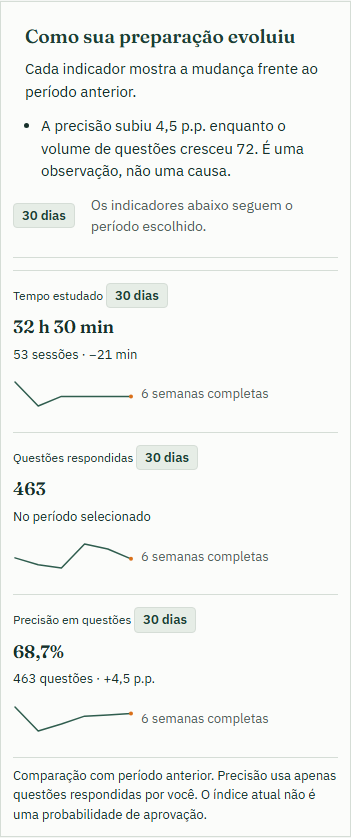 Como sua preparação evoluiu
Cada indicador mostra a mudança frente ao
período anterior.
• A precisão subiu 4,5 p.p. enquanto o
volume de questões cresceu 72. É uma
observação, não uma causa.
30 dias
Os indicadores abaixo seguem o
período escolhido.
Tempo estudado 30 dias
32 h 30 min
53 sessões · −21 min
6 semanas completas
Questões respondidas 30 dias
463
No período selecionado
6 semanas completas
Precisão em questões 30 dias
68,7%
463 questões · +4,5 p.p.
6 semanas completas
Comparação com período anterior. Precisão usa apenas
questões respondidas por você. O índice atual não é
uma probabilidade de aprovação.